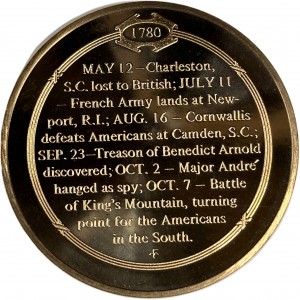 1780
MAY 12—Charleston,
S.C. lost to British; JULY 11
— French Army lands at New-
port, R.I.; AUG. 16 — Cornwallis
defeats Americans at Camden, S.C.;
SEP. 23—Treason of Benedict Arnold
discovered; OCT. 2 — Major André
hanged as spy; OCT. 7 — Battle
of King's Mountain, turning
point for the Americans
in the South.